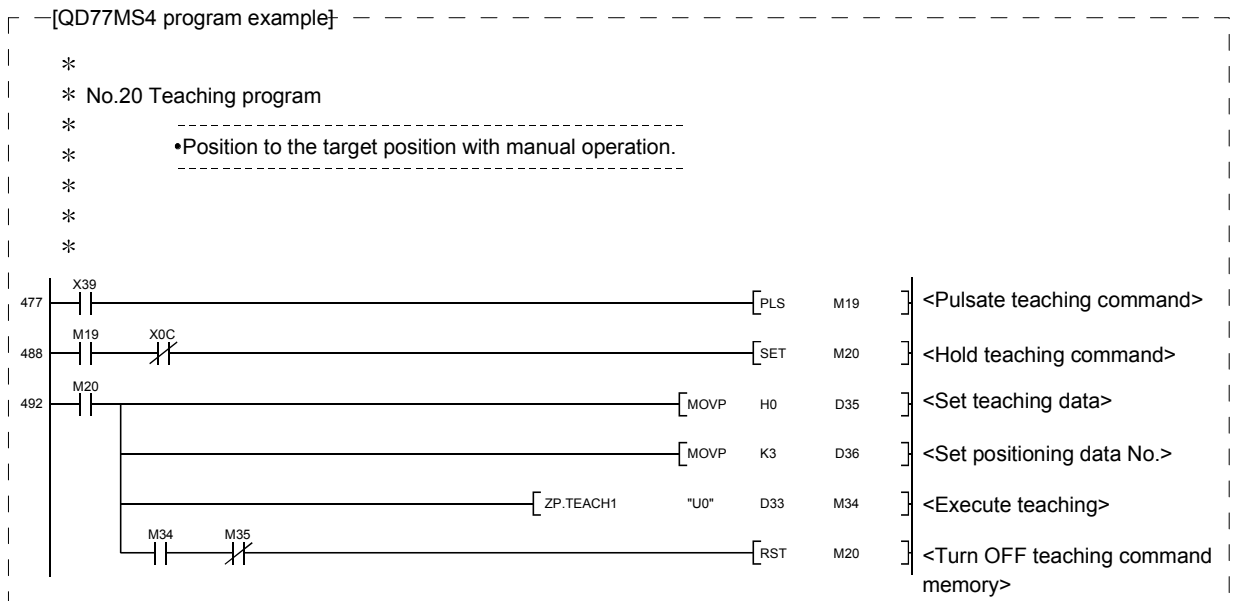 [QD77MS4 program example]
*
* No.20 Teaching program
*
* •Position to the target position with manual operation.
*
*
*
477 X39 PLS M19 <Pulsate teaching command>
488 M19 X0C SET M20 <Hold teaching command>
492 M20 MOVP H0 D35 <Set teaching data>
MOVP K3 D36 <Set positioning data No.>
ZP.TEACH1 "U0" D33 M34 <Execute teaching>
M34 M35 RST M20 <Turn OFF teaching command
memory>